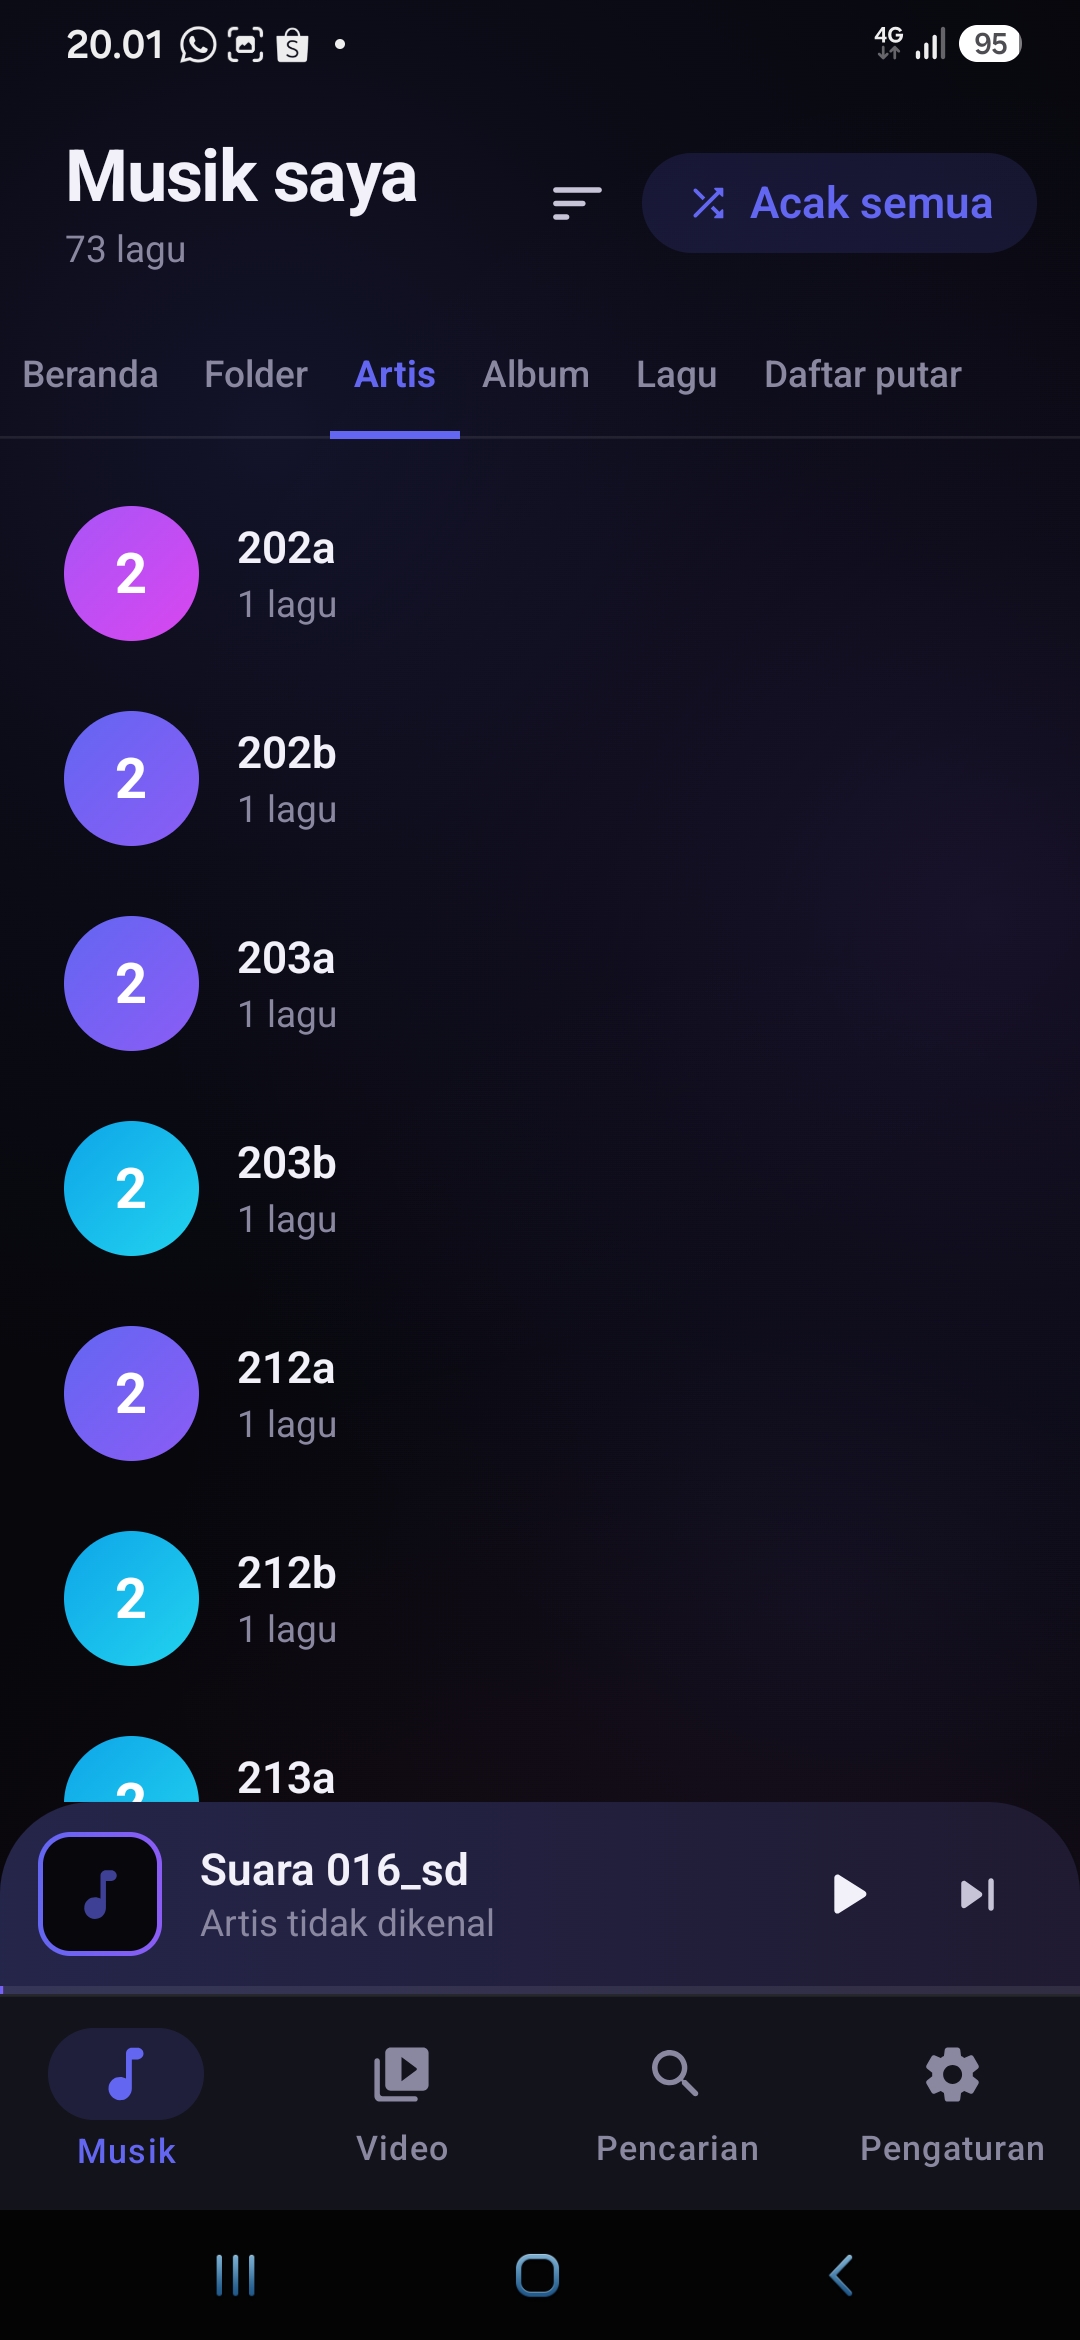 20.01
4G
95
Musik saya
73 lagu
Acak semua
Beranda Folder Artis Album Lagu Daftar putar
2
202a
1 lagu
2
202b
1 lagu
2
203a
1 lagu
2
203b
1 lagu
2
212a
1 lagu
2
212b
1 lagu
2
213a
Suara 016_sd
Artis tidak dikenal
Musik Video Pencarian Pengaturan